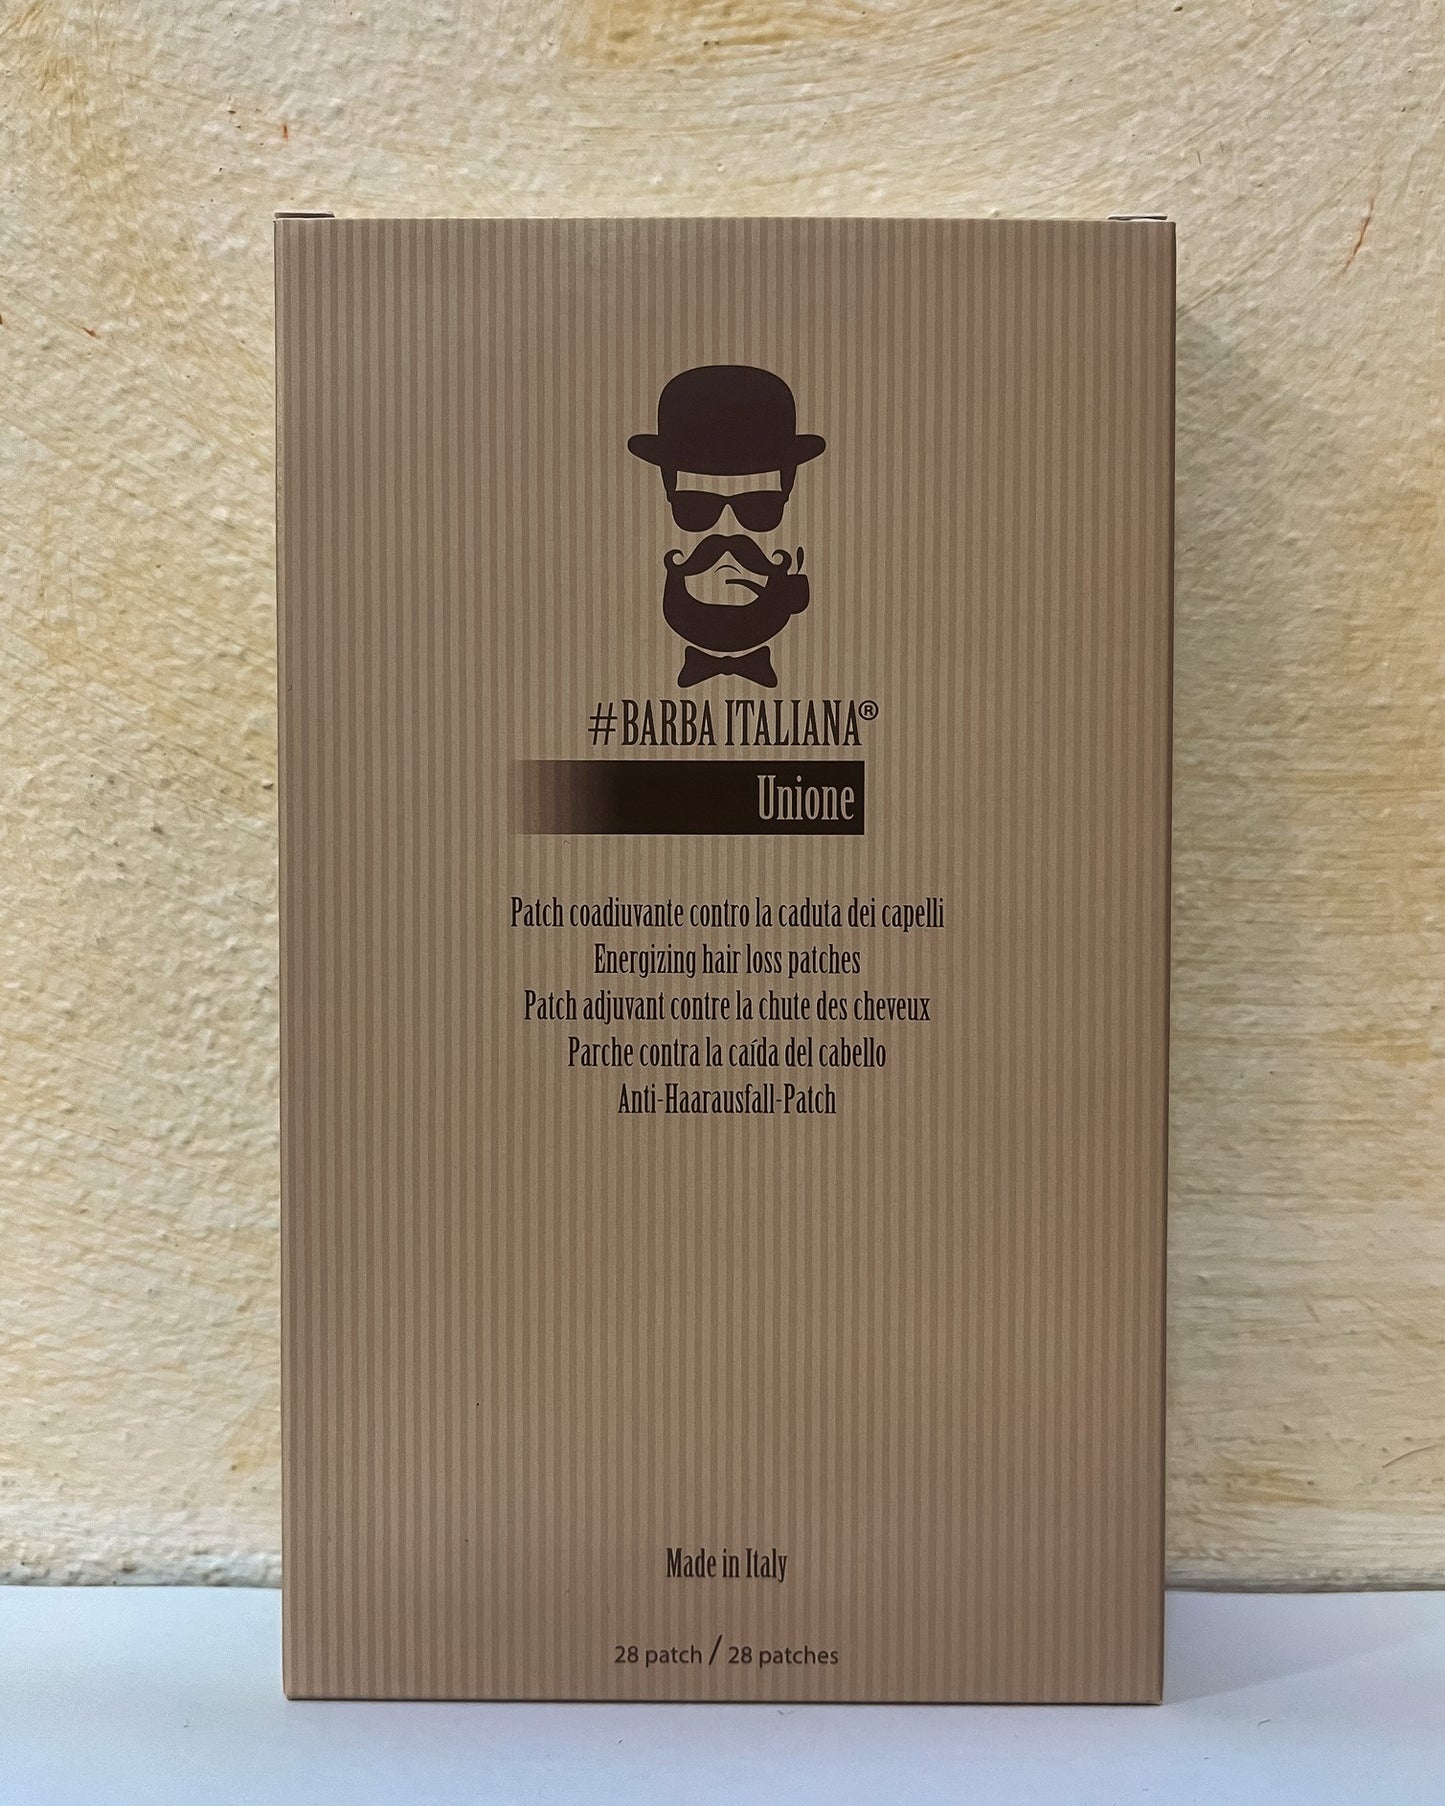 #BARBA ITALIANA®
Unione
Patch coadiuvante contro la caduta dei capelli
Energizing hair loss patches
Patch adjuvant contre la chute des cheveux
Parche contra la caída del cabello
Anti-Haarausfall-Patch
Made in Italy
28 patch / 28 patches